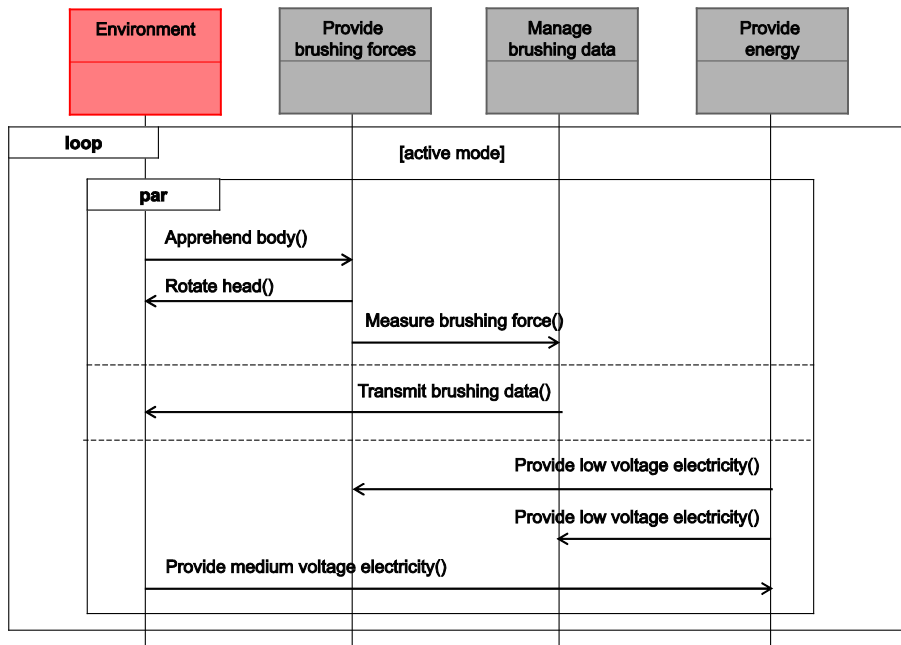 Environment
Provide
brushing forces
Manage
brushing data
Provide
energy
loop
[active mode]
par
Apprehend body()
Rotate head()
Measure brushing force()
Transmit brushing data()
Provide low voltage electricity()
Provide low voltage electricity()
Provide medium voltage electricity()